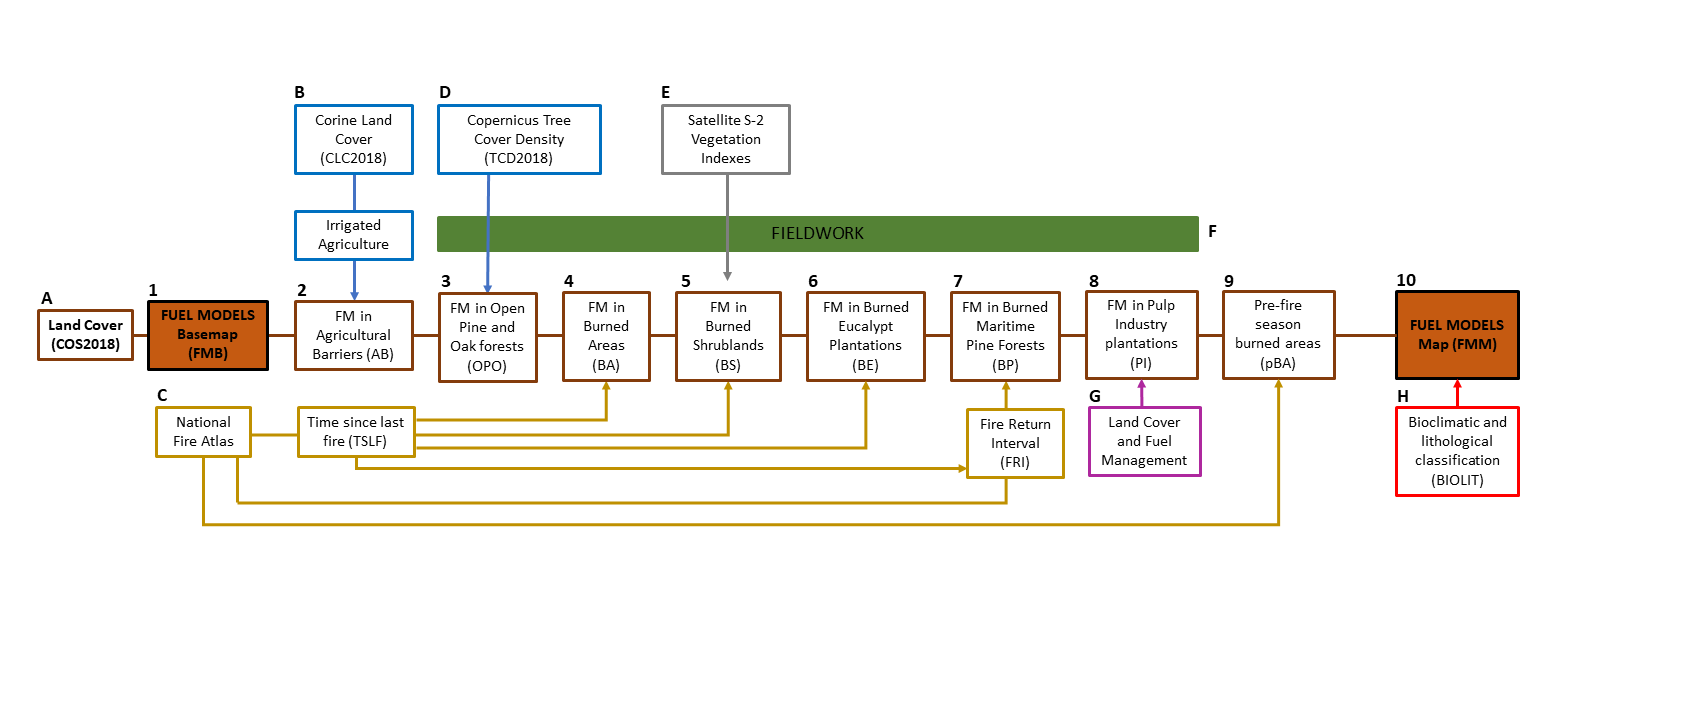 B
Corine Land
Cover
(CLC2018)
D
Copernicus Tree
Cover Density
(TCD2018)
E
Satellite S-2
Vegetation
Indexes
Irrigated
Agriculture
FIELDWORK
F
A
Land Cover
(COS2018)
1
FUEL MODELS
Basemap
(FMB)
2
FM in
Agricultural
Barriers (AB)
3
FM in Open
Pine and
Oak forests
(OPO)
4
FM in
Burned
Areas
(BA)
5
FM in
Burned
Shrublands
(BS)
6
FM in Burned
Eucalypt
Plantations
(BE)
7
FM in Burned
Maritime
Pine Forests
(BP)
8
FM in Pulp
Industry
plantations
(PI)
9
Pre-fire
season
burned areas
(pBA)
10
FUEL MODELS
Map (FMM)
C
National
Fire Atlas
Time since last
fire (TSLF)
Fire Return
Interval
(FRI)
G
Land Cover
and Fuel
Management
H
Bioclimatic and
lithological
classification
(BIOLIT)